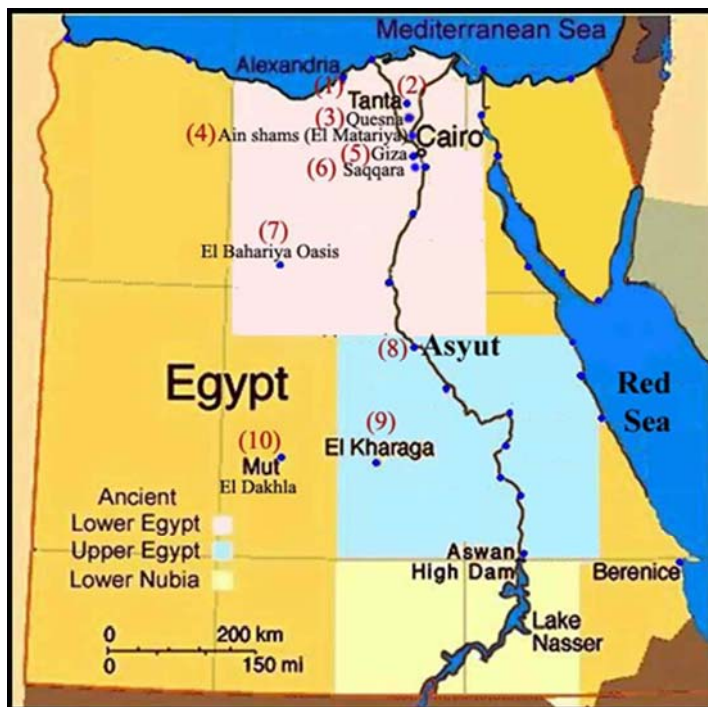 Mediterranean Sea
Alexandria
(1)
(2)
Tanta
(3) Quesna
(4) Ain shams (El Matariya)
Cairo
(5) Giza
(6) Saqqara
(7)
El Bahariya Oasis
(8) Asyut
Egypt
Red
Sea
(9)
El Kharaga
(10)
Mut
El Dakhla
Ancient
Lower Egypt
Upper Egypt
Lower Nubia
Aswan
High Dam
Berenice
Lake
Nasser
0 200 km
0 150 mi